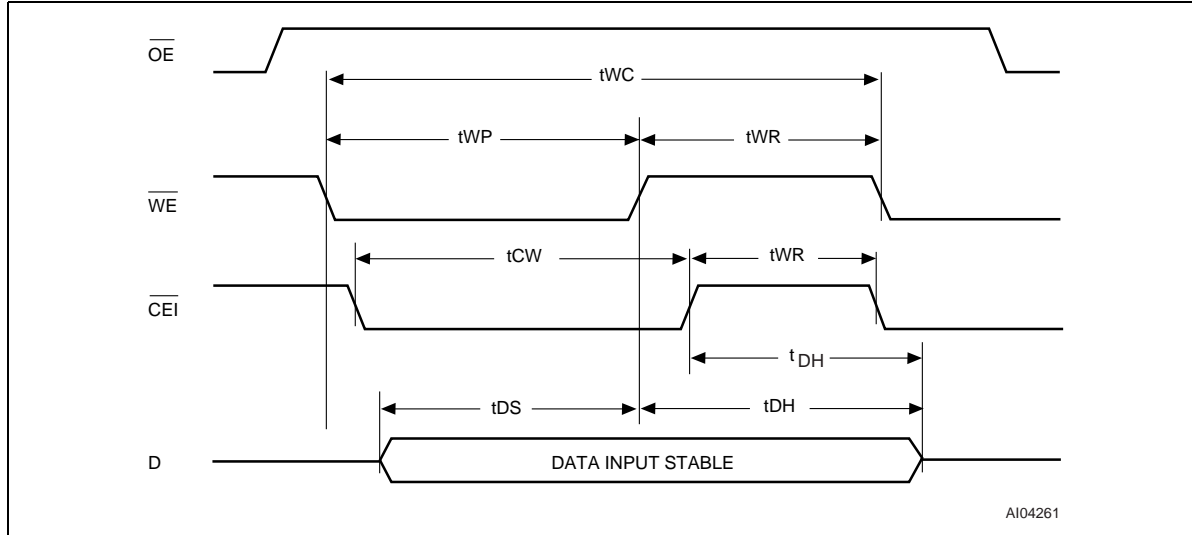 OE
tWC
tWP
tWR
WE
tCW
tWR
CEI
t DH
tDS
tDH
D
DATA INPUT STABLE
AI04261